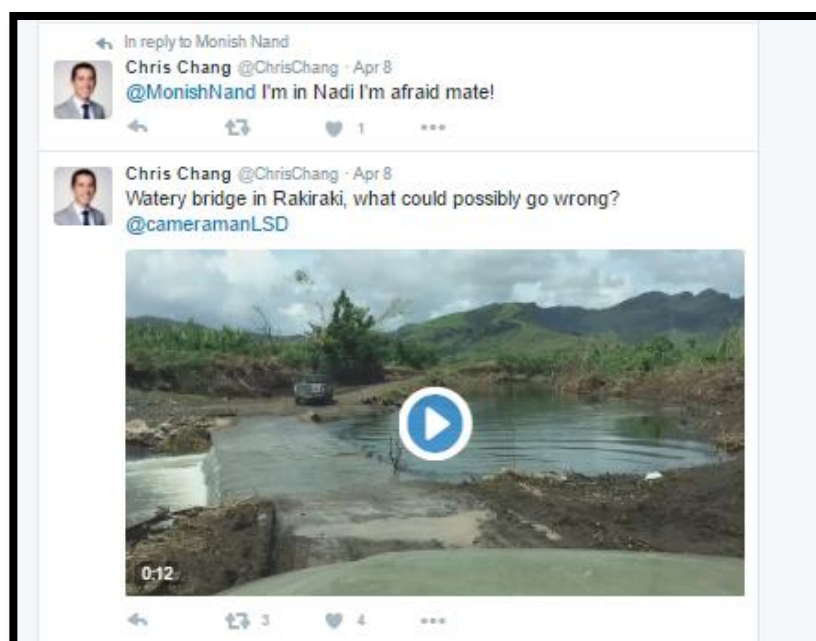 In reply to Monish Nand
Chris Chang @ChrisChang · Apr 8
@MonishNand I'm in Nadi I'm afraid mate!
1
Chris Chang @ChrisChang · Apr 8
Watery bridge in Rakiraki, what could possibly go wrong?
@cameramanLSD
0:12
3 4